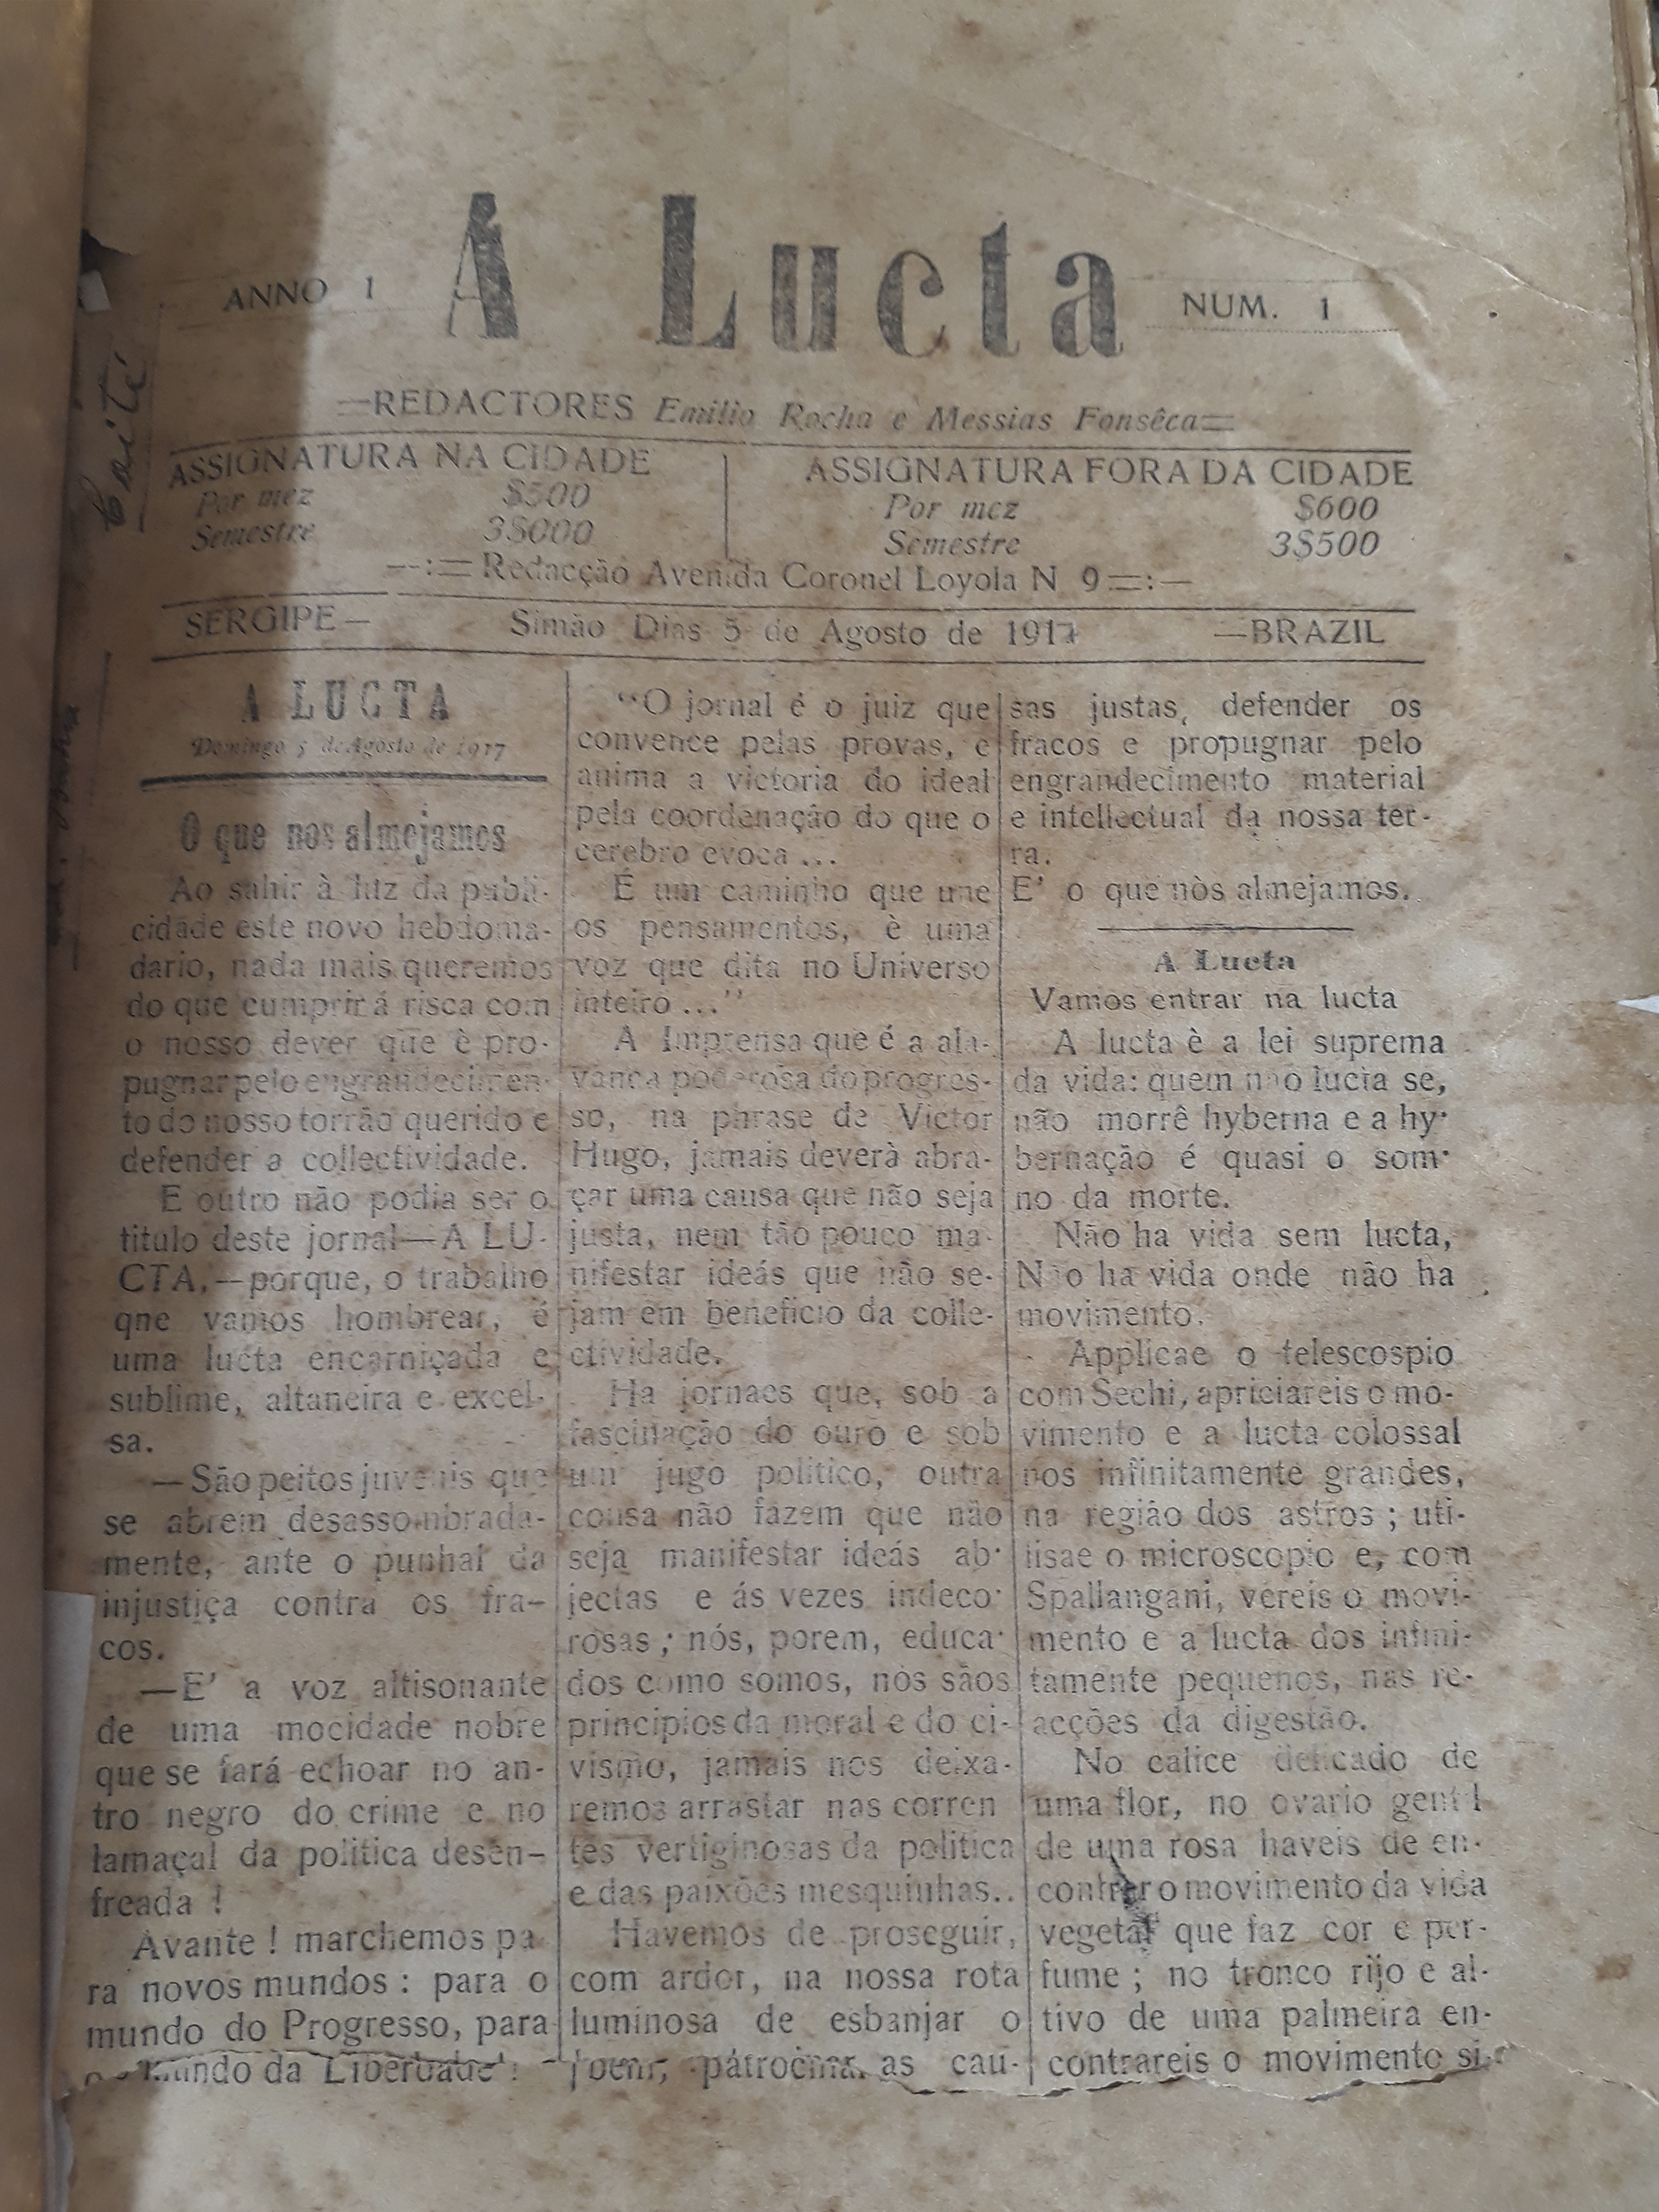 A Lucta
ANNO 1
NUM. 1
=REDACTORES Emilio Rocha e Messias Fonsêca=
ASSIGNATURA NA CIDADE
Por mez $500
Semestre 3$000
ASSIGNATURA FORA DA CIDADE
Por mez $600
Semestre 3$500
—:= Redacção Avenida Coronel Loyola N 9=:—
SERGIPE— Simão Dias 5 de Agosto de 1917 —BRAZIL
A LUCTA
Domingo 5 de Agosto de 1917
O que nos almejamos
Ao sahir à luz da publi-
cidade este novo hebdoma-
dario, nada mais queremos
do que cumprir á risca com
o nosso dever que è pro-
pugnar pelo engrandecimen-
to do nosso torrão querido e
defender a collectividade.
E outro não podia ser o
titulo deste jornal—A LU-
CTA,—porque, o trabalho
qne vamos hombrear, é
uma lucta encarniçada e
sublime, altaneira e excel-
sa.
—São peitos juvenis que
se abrem desassombrada-
mente, ante o punhal da
injustiça contra os fra-
cos.
—E' a voz altisonante
de uma mocidade nobre
que se fará echoar no an-
tro negro do crime e no
lamaçal da politica desên-
freada !
Avante ! marchemos pa
ra novos mundos : para o
mundo do Progresso, para
o mundo da Liberdade !
“O jornal é o juiz que
convence pelas provas, e
anima a victoria do ideal
pela coordenação do que o
cerebro evoca ...
É um caminho que une
os pensamentos, è uma
voz que dita no Universo
inteiro ...”
A Imprensa que é a ala-
vanca poderosa do progres-
so, na phrase de Victor
Hugo, jamais deverà abra-
çar uma causa que não seja
justa, nem tão pouco ma-
nifestar ideás que não se-
jam em beneficio da colle-
ctividade.
Ha jornaes que, sob a
fascinação do ouro e sob
um jugo politico, outra
cousa não fazem que não
seja manifestar ideás ab-
jectas e ás vezes indeco-
rosas ; nós, porem, educa-
dos como somos, nos sãos
principios da moral e do ci-
vismo, jamais nos deixa-
remos arrastar nas corren
tes vertiginosas da politica
e das paixões mesquinhas..
Havemos de proseguir,
com ardor, na nossa rota
luminosa de esbanjar o
bem, patrocinar as cau-
sas justas, defender os
fracos e propugnar pelo
engrandecimento material
e intellectual da nossa ter-
ra.
E' o que nòs almejamos.
A Lucta
Vamos entrar na lucta
A lucta è a lei suprema
da vida: quem não lucta se,
não morrê hyberna e a hy-
bernação é quasi o som-
no da morte.
Não ha vida sem lucta,
Não ha vida onde não ha
movimento.
Applicae o telescospio
com Sechi, apriciareis o mo-
vimento e a lucta colossal
nos infinitamente grandes,
na região dos astros ; uti-
lisae o microscopio e, com
Spallangani, vereis o movi-
mento e a lucta dos infini-
tamente pequenos, nas re-
acções da digestão.
No calice delicado de
uma flor, no ovario gentil
de uma rosa haveis de en-
contrar o movimento da vida
vegetal que faz cor e per-
fume ; no tronco rijo e al-
tivo de uma palmeira en-
contrareis o movimento si-